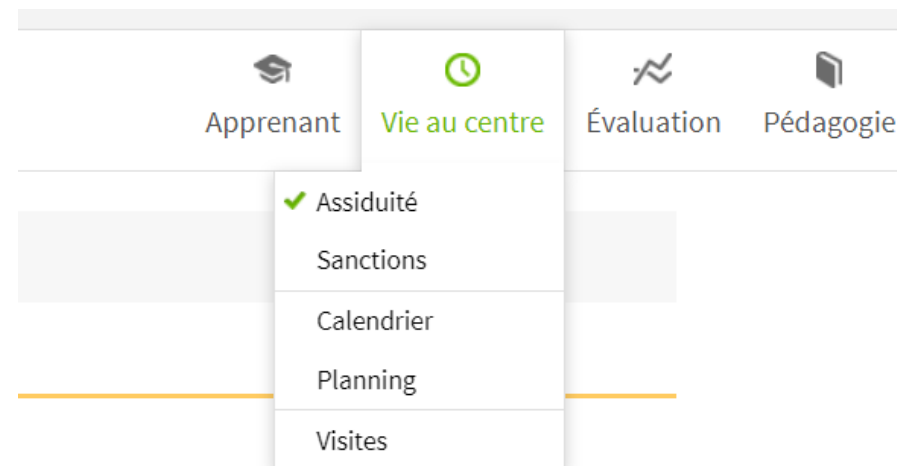 Apprenant Vie au centre Évaluation Pédagogie
Assiduité
Sanctions
Calendrier
Planning
Visites